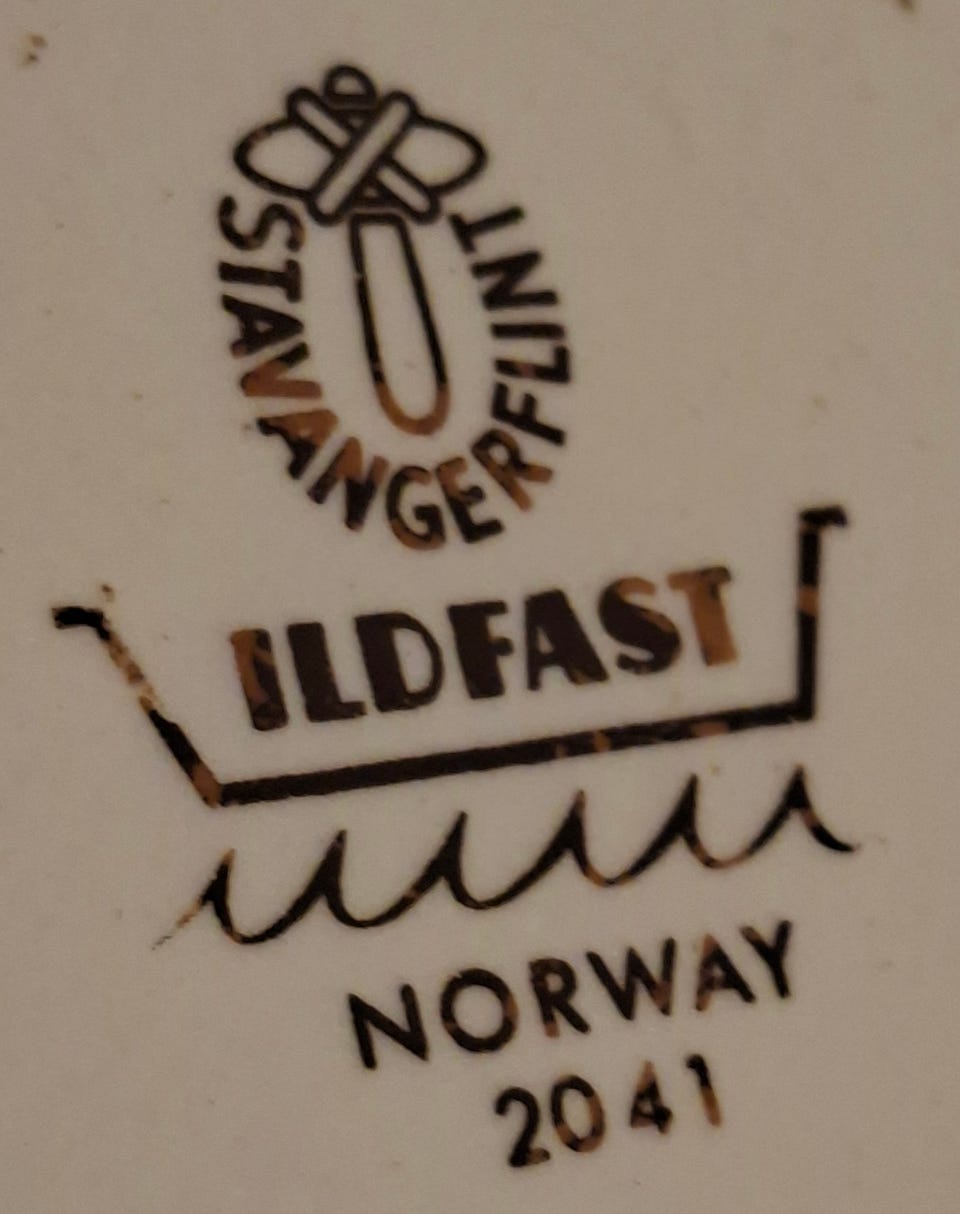 STAVANGERFLINT
ILDFAST
NORWAY
2041